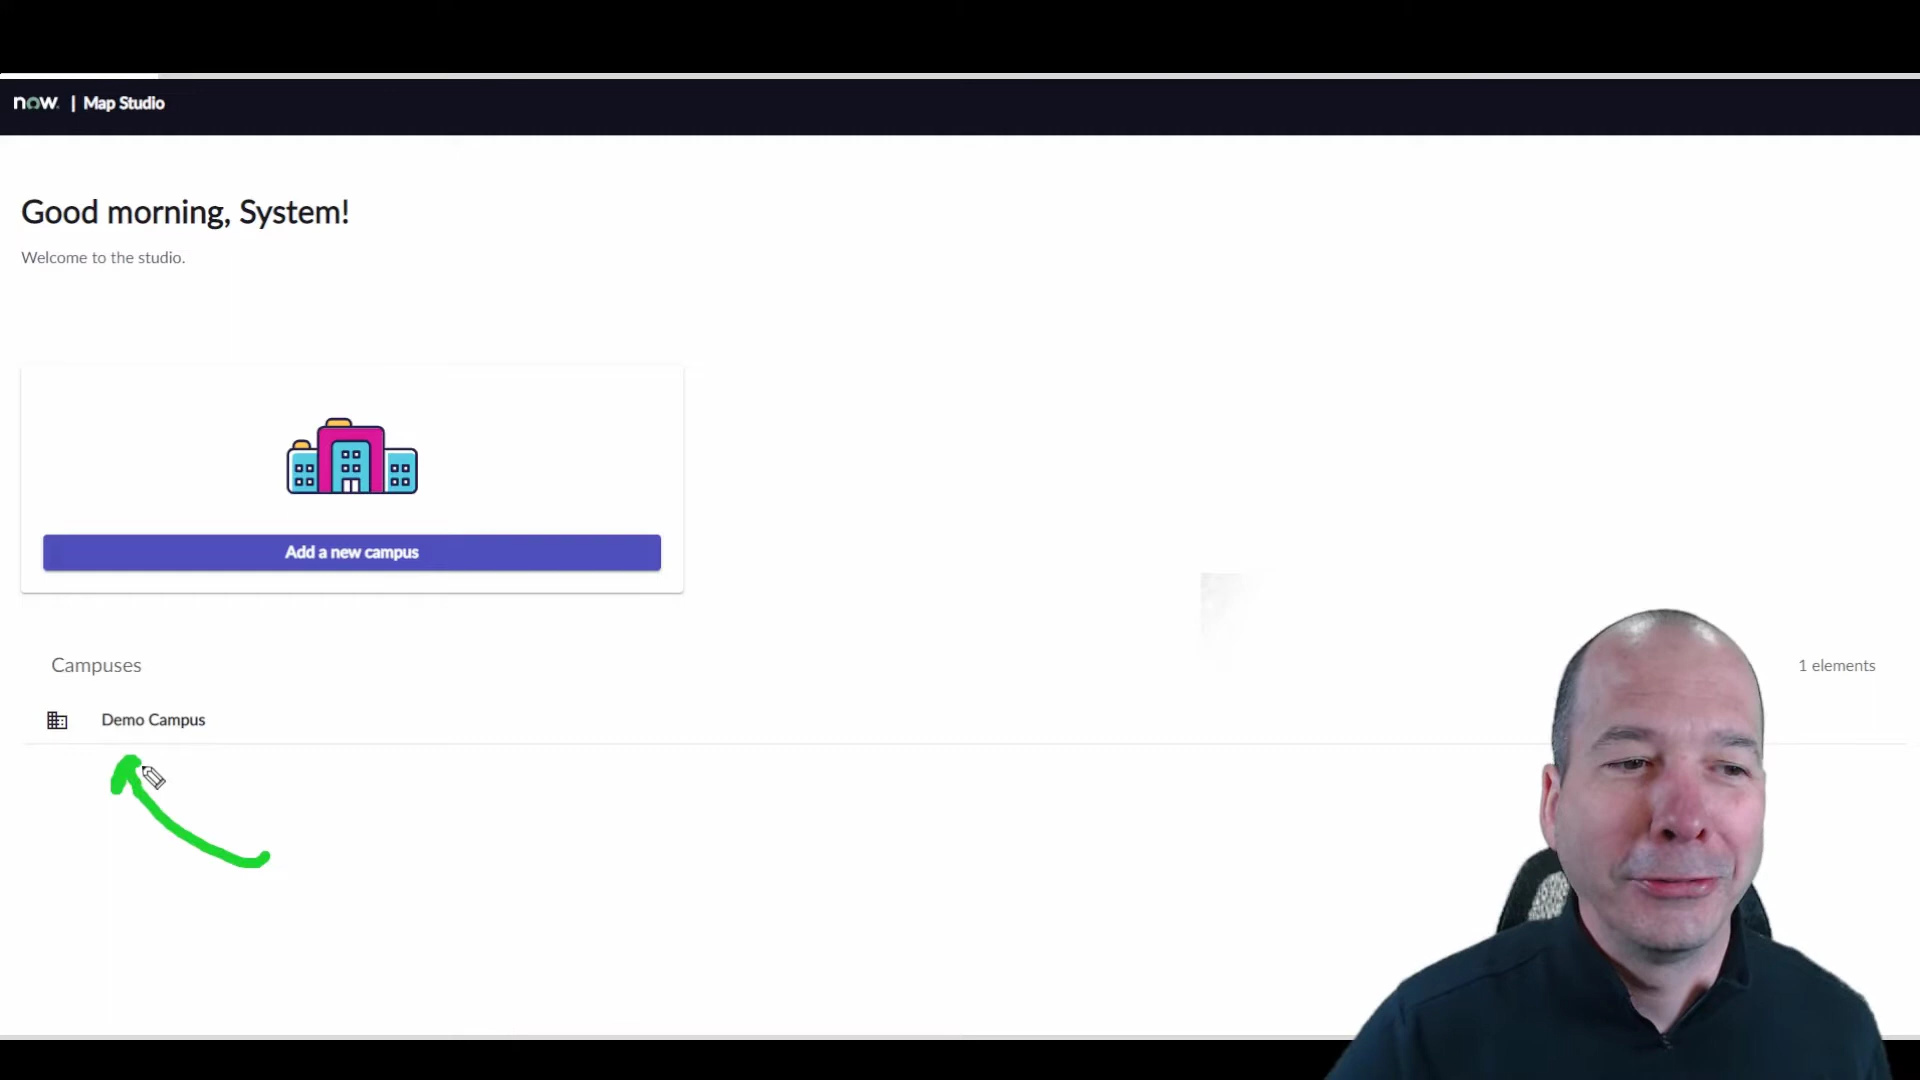 now. | Map Studio
Good morning, System!
Welcome to the studio.
Add a new campus
Campuses
1 elements
Demo Campus